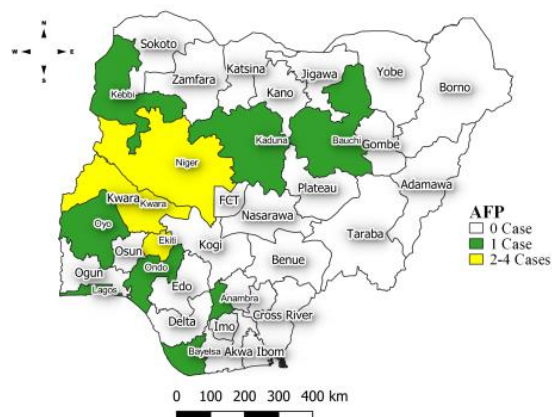 N
W E
S
Sokoto
Katsina
Jigawa
Yobe
Borno
Zamfara
Kano
Kebbi
Kaduna
Bauchi
Gombe
Niger
Adamawa
Plateau
FCT
Kwara
Kwara
Nasarawa
Taraba
Oyo
Ekiti
Kogi
Osun
Benue
Ondo
Ogun
Lagos
Edo
Anambra
Cross River
Delta
Imo
Bayelsa
Akwa Ibom
AFP
0 Case
1 Case
2-4 Cases
0 100 200 300 400 km